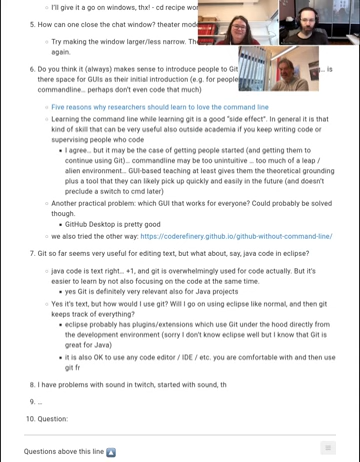 I'll give it a go on windows, thx! - cd recipe
5. How can one close the chat window? theater
Try making the window larger/less narrow.
again.
6. Do you think it (always) makes sense to introduce people to Git
... is
there space for GUIs as their initial introduction (e.g. for people
commandline... perhaps don't even code that much)
Five reasons why researchers should learn to love the command line
Learning the command line while learning git is a good "side effect". In general it is that
kind of skill that can be very useful also outside academia if you keep writing code or
supervising people who code
I agree... but it may be the case of getting people started (and getting them to
continue using Git)... commandline may be too unintuitive ... too much of a leap /
alien environment... GUI-based teaching at least gives them the theoretical grounding
plus a tool that they can likely pick up quickly and easily in the future (and doesn't
preclude a switch to cmd later)
Another practical problem: which GUI that works for everyone? Could probably be solved
though.
GitHub Desktop is pretty good
we also tried the other way: https://coderefinery.github.io/github-without-command-line/
7. Git so far seems very useful for editing text, but what about, say, java code in eclipse?
java code is text right... +1, and git is overwhelmingly used for code actually. But it's
easier to learn by not also focusing on the code at the same time.
yes Git is definitely very relevant also for Java projects
Yes it's text, but how would I use git? Will I go on using eclipse like normal, and then git
keeps track of everything?
eclipse probably has plugins/extensions which use Git under the hood directly from
the development environment (sorry I don't know eclipse well but I know that Git is
great for Java)
it is also OK to use any code editor / IDE / etc. you are comfortable with and then use
git fr
8. I have problems with sound in twitch, started with sound, th
9. ..
10. Question:
Questions above this line